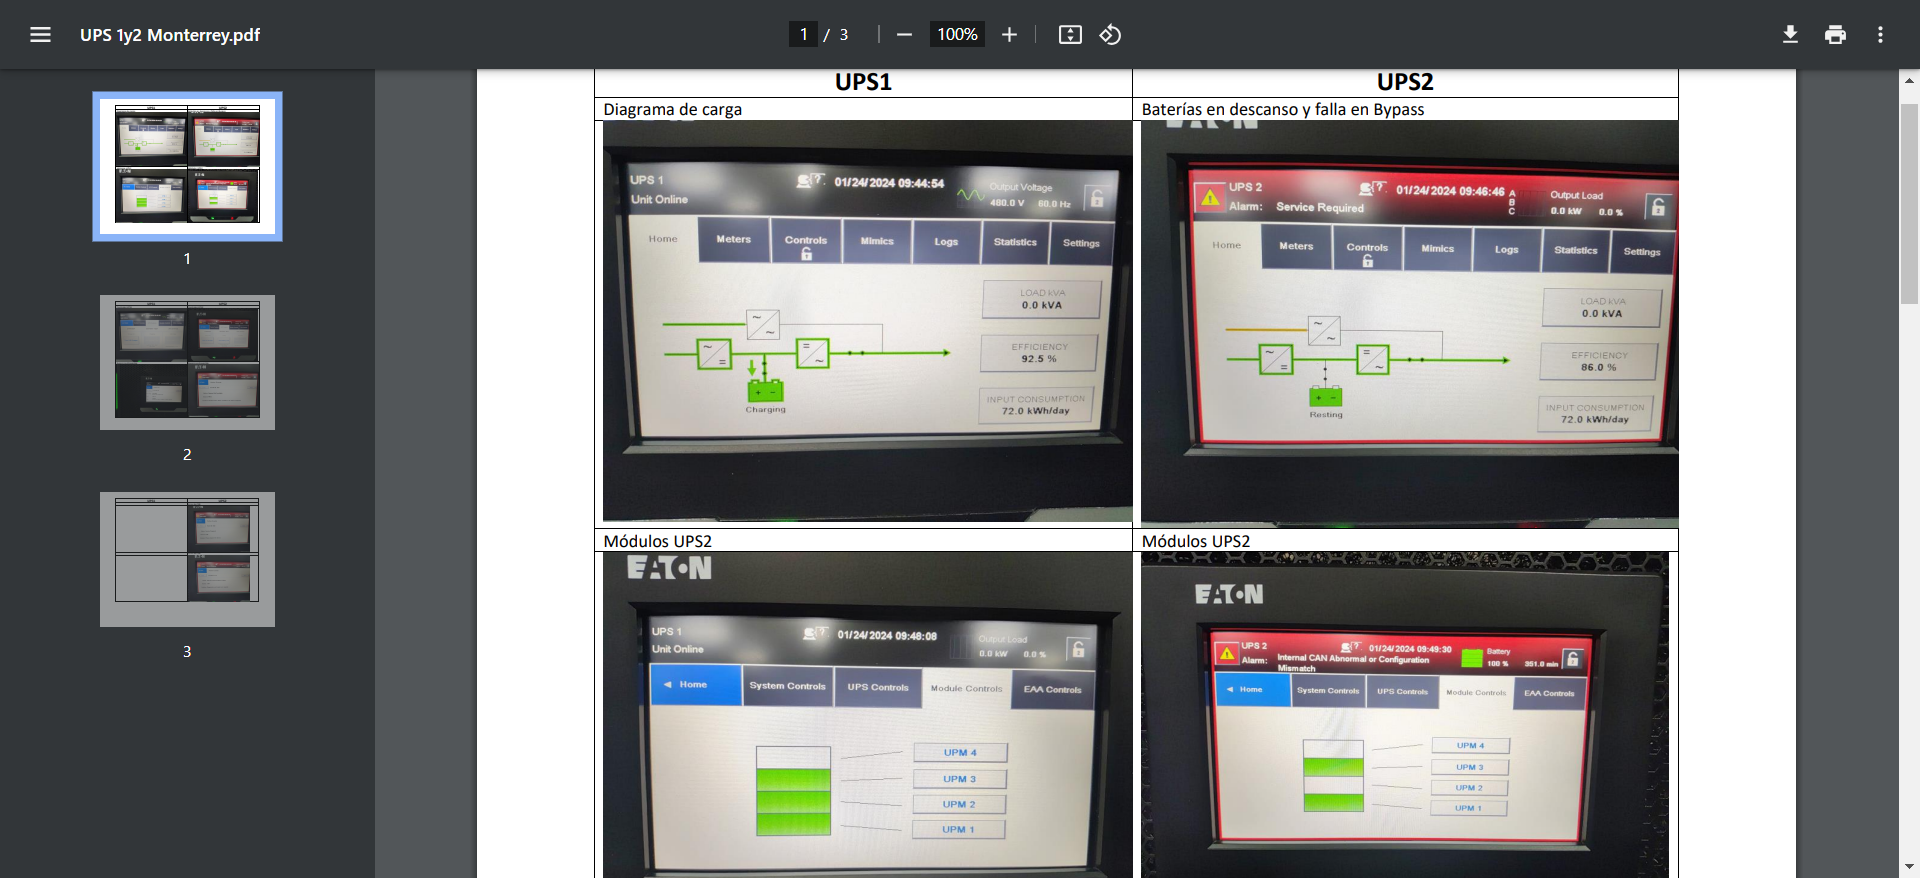 UPS 1y2 Monterrey.pdf
1 / 3
100%
1
2
3
UPS1
UPS2
Diagrama de carga
Baterías en descanso y falla en Bypass
UPS 1
Unit Online
01/24/2024 09:44:54
Output Voltage
480.0 V 60.0 Hz
Home
Meters
Controls
Mimics
Logs
Statistics
Settings
LOAD kVA
0.0 kVA
EFFICIENCY
92.5 %
INPUT CONSUMPTION
72.0 kWh/day
Charging
UPS 2
Alarm: Service Required
01/24/2024 09:46:46
A
B
C
Output Load
0.0 kW 0.0 %
Home
Meters
Controls
Mimics
Logs
Statistics
Settings
LOAD kVA
0.0 kVA
EFFICIENCY
86.0 %
INPUT CONSUMPTION
72.0 kWh/day
Resting
Módulos UPS2
Módulos UPS2
EATON
UPS 1
Unit Online
01/24/2024 09:48:08
Output Load
0.0 kW 0.0 %
Home
System Controls
UPS Controls
Module Controls
EAA Controls
UPM 4
UPM 3
UPM 2
UPM 1
EATON
UPS 2
Alarm: Internal CAN Abnormal or Configuration
Mismatch
01/24/2024 09:49:30
Battery
100 % 351.0 min
Home
System Controls
UPS Controls
Module Controls
EAA Controls
UPM 4
UPM 3
UPM 2
UPM 1